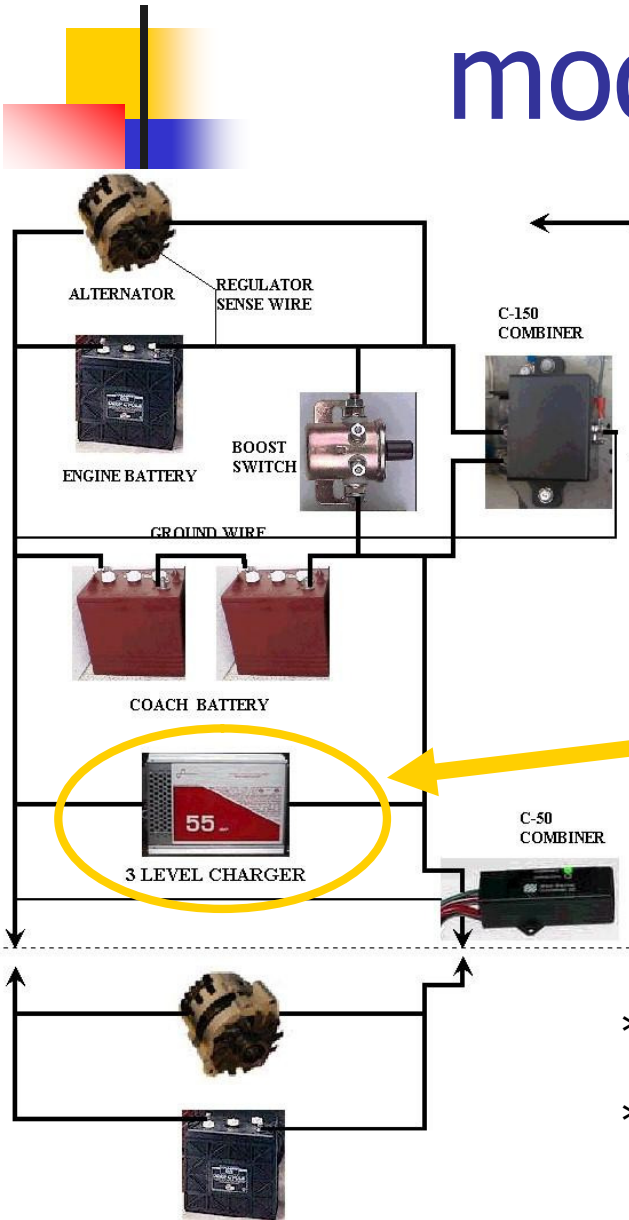 mod
ALTERNATOR
REGULATOR
SENSE WIRE
C-150
COMBINER
ENGINE BATTERY
BOOST
SWITCH
GROUND WIRE
COACH BATTERY
55
3 LEVEL CHARGER
C-50
COMBINER
>
>